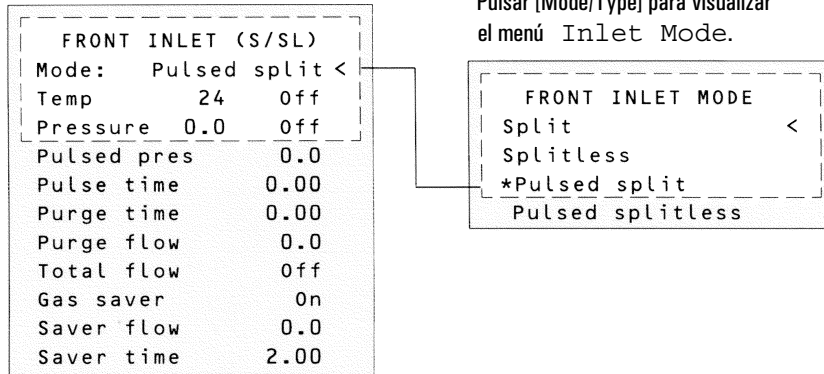 Pulsar [Mode/Type] para visualizar
el menú Inlet Mode.
FRONT INLET (S/SL)
Mode: Pulsed split <
Temp 24 Off
Pressure 0.0 Off
Pulsed pres 0.0
Pulse time 0.00
Purge time 0.00
Purge flow 0.0
Total flow Off
Gas saver On
Saver flow 0.0
Saver time 2.00
FRONT INLET MODE
Split <
Splitless
*Pulsed split
Pulsed splitless